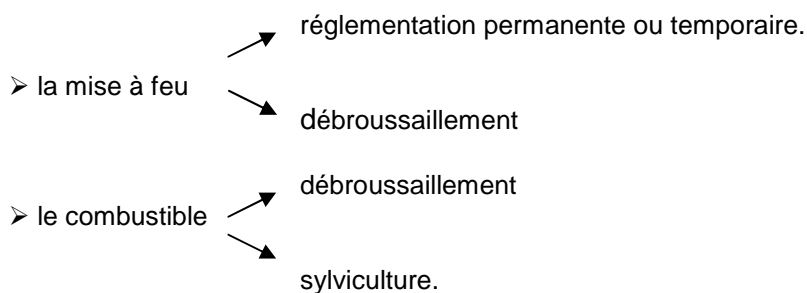 réglementation permanente ou temporaire.
➢ la mise à feu
débroussaillement
débroussaillement
➢ le combustible
sylviculture.